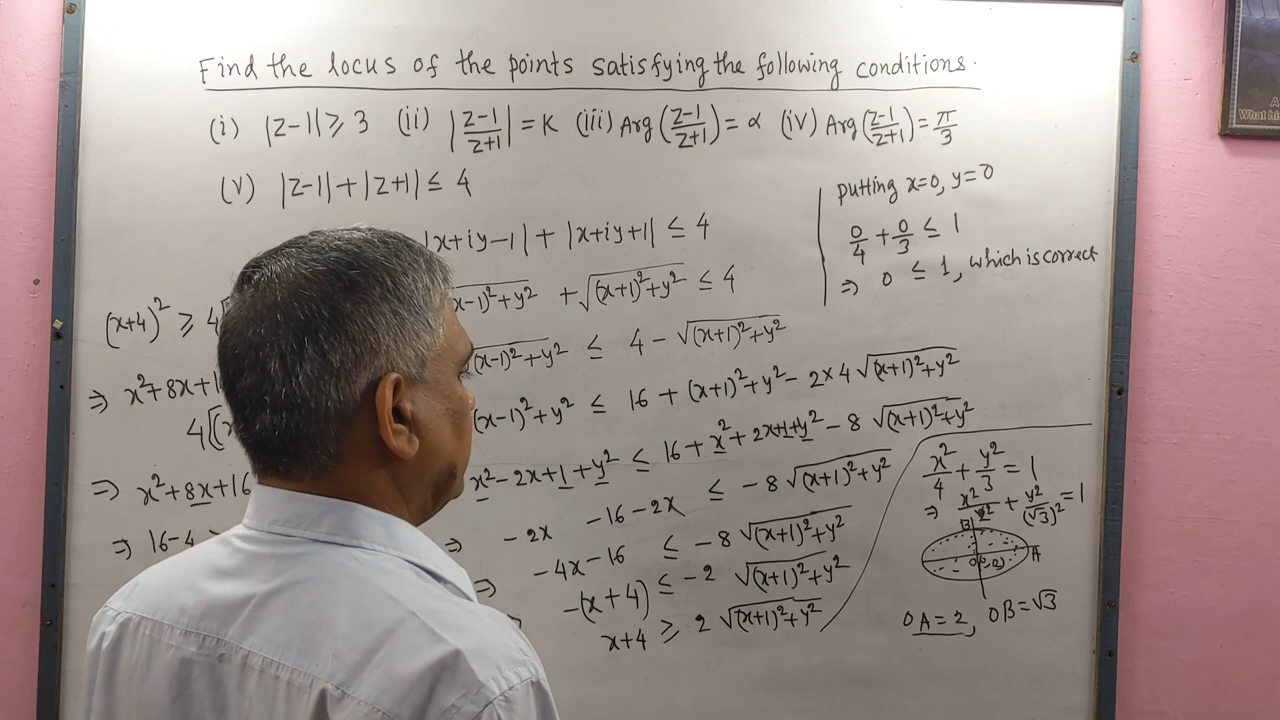 Find the locus of the points satisfying the following conditions.
(i) |z-1| ≥ 3 (ii) |z-1/z+1| = K (iii) Arg (z-1/z+1) = α (iv) Arg (z-1/z+1) = π/3
(v) |z-1| + |z+1| ≤ 4
|x+iy-1| + |x+iy+1| ≤ 4
x-1)²+y² + √(x+1)²+y² ≤ 4
(x-1)²+y² ≤ 4 - √(x+1)²+y²
(x-1)²+y² ≤ 16 + (x+1)²+y² - 2×4 √(x+1)²+y²
x²-2x+1+y² ≤ 16 + x²+2x+1+y² - 8 √(x+1)²+y²
⇒ -2x -16-2x ≤ -8 √(x+1)²+y²
⇒ -4x-16 ≤ -8 √(x+1)²+y²
-(x+4) ≤ -2 √(x+1)²+y²
x+4 ≥ 2 √(x+1)²+y²
(x+4)² ≥ 4
⇒ x²+8x+1
4[(x
⇒ x²+8x+16
⇒ 16-4
putting x=0, y=0
0/4 + 0/3 ≤ 1
⇒ 0 ≤ 1, which is correct
x²/4 + y²/3 = 1
⇒ x²/2² + y²/(√3)² = 1
B
A
OA = 2, OB = √3
What hi